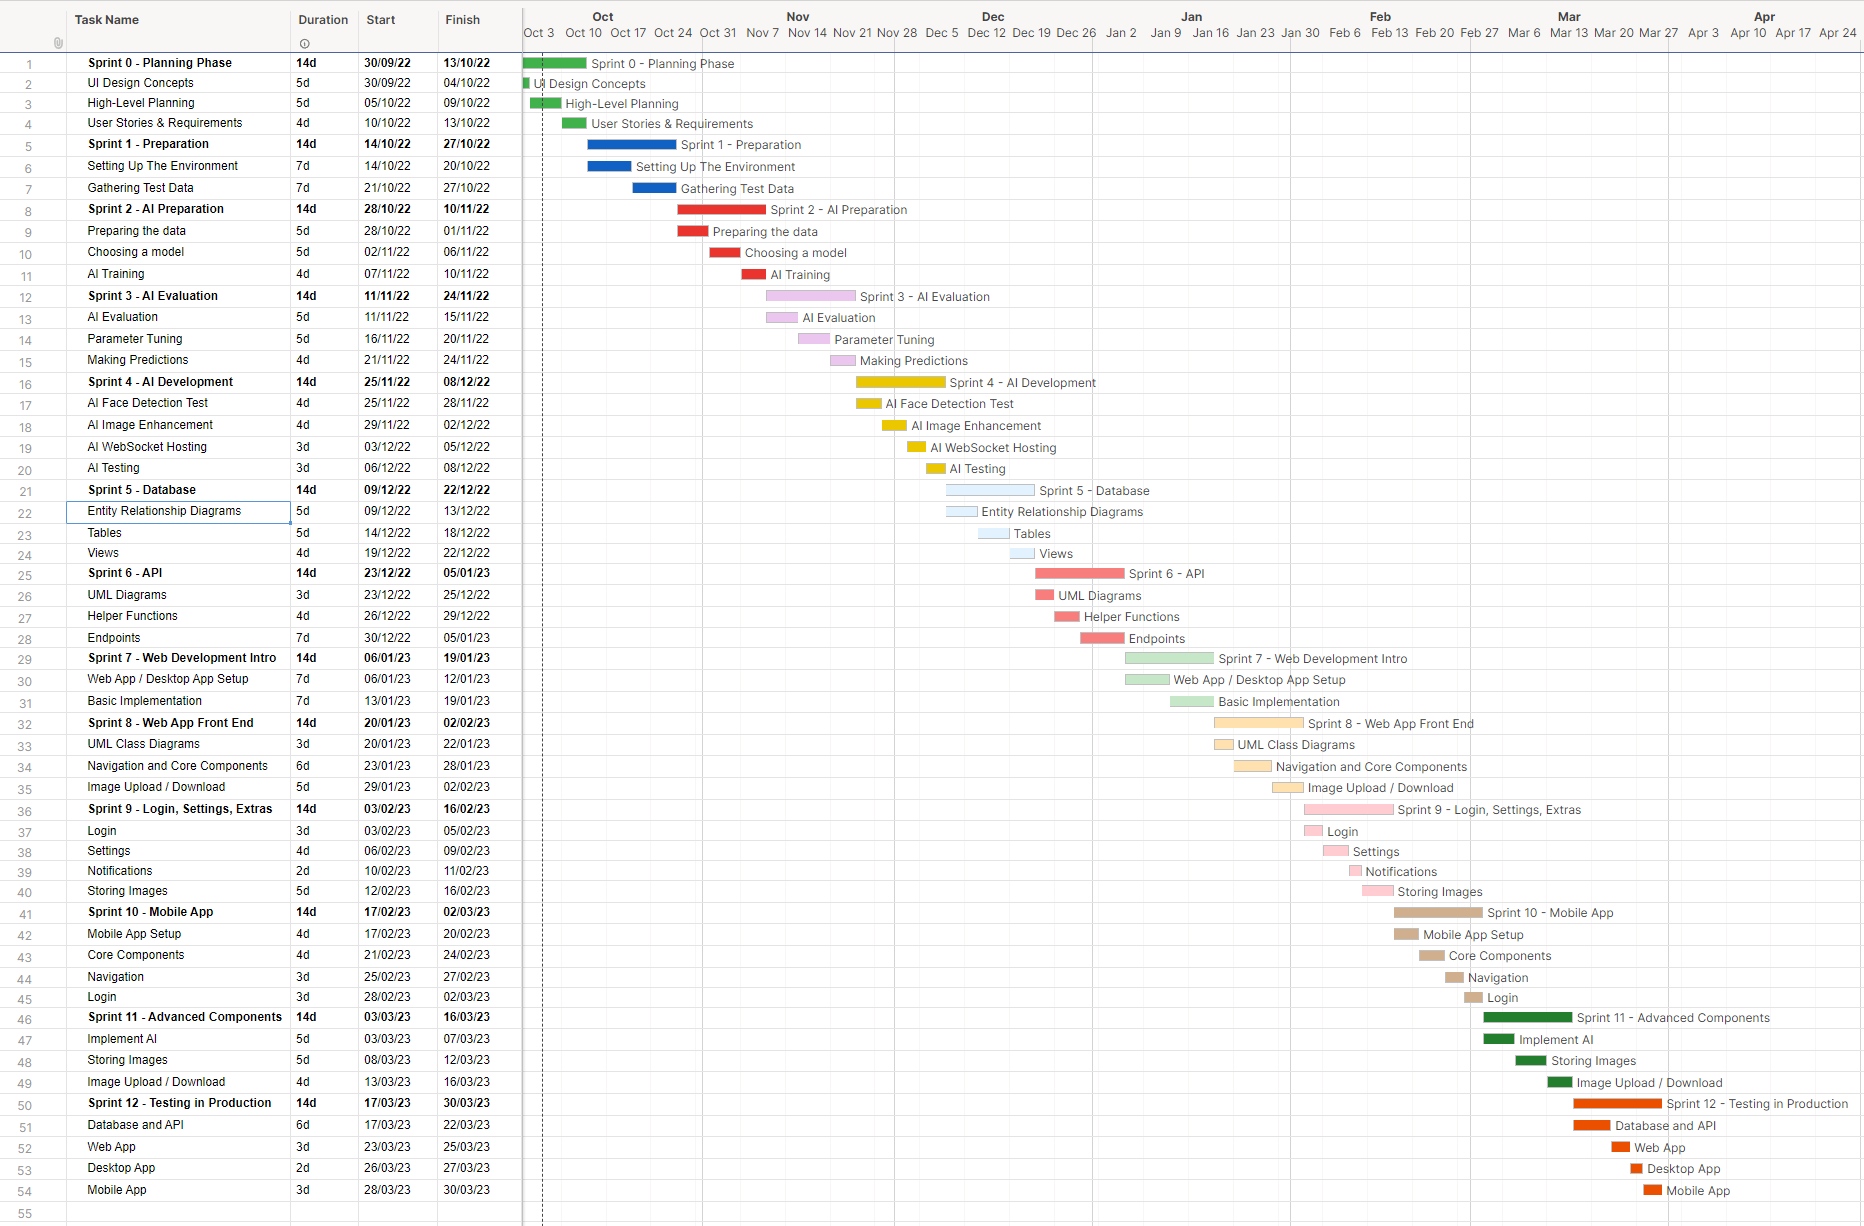 Task Name Duration Start Finish Oct Nov Dec Jan Feb Mar Apr
Oct 3 Oct 10 Oct 17 Oct 24 Oct 31 Nov 7 Nov 14 Nov 21 Nov 28 Dec 5 Dec 12 Dec 19 Dec 26 Jan 2 Jan 9 Jan 16 Jan 23 Jan 30 Feb 6 Feb 13 Feb 20 Feb 27 Mar 6 Mar 13 Mar 20 Mar 27 Apr 3 Apr 10 Apr 17 Apr 24
1 Sprint 0 - Planning Phase 14d 30/09/22 13/10/22 Sprint 0 - Planning Phase
2 UI Design Concepts 5d 30/09/22 04/10/22 UI Design Concepts
3 High-Level Planning 5d 05/10/22 09/10/22 High-Level Planning
4 User Stories & Requirements 4d 10/10/22 13/10/22 User Stories & Requirements
5 Sprint 1 - Preparation 14d 14/10/22 27/10/22 Sprint 1 - Preparation
6 Setting Up The Environment 7d 14/10/22 20/10/22 Setting Up The Environment
7 Gathering Test Data 7d 21/10/22 27/10/22 Gathering Test Data
8 Sprint 2 - AI Preparation 14d 28/10/22 10/11/22 Sprint 2 - AI Preparation
9 Preparing the data 5d 28/10/22 01/11/22 Preparing the data
10 Choosing a model 5d 02/11/22 06/11/22 Choosing a model
11 AI Training 4d 07/11/22 10/11/22 AI Training
12 Sprint 3 - AI Evaluation 14d 11/11/22 24/11/22 Sprint 3 - AI Evaluation
13 AI Evaluation 5d 11/11/22 15/11/22 AI Evaluation
14 Parameter Tuning 5d 16/11/22 20/11/22 Parameter Tuning
15 Making Predictions 4d 21/11/22 24/11/22 Making Predictions
16 Sprint 4 - AI Development 14d 25/11/22 08/12/22 Sprint 4 - AI Development
17 AI Face Detection Test 4d 25/11/22 28/11/22 AI Face Detection Test
18 AI Image Enhancement 4d 29/11/22 02/12/22 AI Image Enhancement
19 AI WebSocket Hosting 3d 03/12/22 05/12/22 AI WebSocket Hosting
20 AI Testing 3d 06/12/22 08/12/22 AI Testing
21 Sprint 5 - Database 14d 09/12/22 22/12/22 Sprint 5 - Database
22 Entity Relationship Diagrams 5d 09/12/22 13/12/22 Entity Relationship Diagrams
23 Tables 5d 14/12/22 18/12/22 Tables
24 Views 4d 19/12/22 22/12/22 Views
25 Sprint 6 - API 14d 23/12/22 05/01/23 Sprint 6 - API
26 UML Diagrams 3d 23/12/22 25/12/22 UML Diagrams
27 Helper Functions 4d 26/12/22 29/12/22 Helper Functions
28 Endpoints 7d 30/12/22 05/01/23 Endpoints
29 Sprint 7 - Web Development Intro 14d 06/01/23 19/01/23 Sprint 7 - Web Development Intro
30 Web App / Desktop App Setup 7d 06/01/23 12/01/23 Web App / Desktop App Setup
31 Basic Implementation 7d 13/01/23 19/01/23 Basic Implementation
32 Sprint 8 - Web App Front End 14d 20/01/23 02/02/23 Sprint 8 - Web App Front End
33 UML Class Diagrams 3d 20/01/23 22/01/23 UML Class Diagrams
34 Navigation and Core Components 6d 23/01/23 28/01/23 Navigation and Core Components
35 Image Upload / Download 5d 29/01/23 02/02/23 Image Upload / Download
36 Sprint 9 - Login, Settings, Extras 14d 03/02/23 16/02/23 Sprint 9 - Login, Settings, Extras
37 Login 3d 03/02/23 05/02/23 Login
38 Settings 4d 06/02/23 09/02/23 Settings
39 Notifications 2d 10/02/23 11/02/23 Notifications
40 Storing Images 5d 12/02/23 16/02/23 Storing Images
41 Sprint 10 - Mobile App 14d 17/02/23 02/03/23 Sprint 10 - Mobile App
42 Mobile App Setup 4d 17/02/23 20/02/23 Mobile App Setup
43 Core Components 4d 21/02/23 24/02/23 Core Components
44 Navigation 3d 25/02/23 27/02/23 Navigation
45 Login 3d 28/02/23 02/03/23 Login
46 Sprint 11 - Advanced Components 14d 03/03/23 16/03/23 Sprint 11 - Advanced Components
47 Implement AI 5d 03/03/23 07/03/23 Implement AI
48 Storing Images 5d 08/03/23 12/03/23 Storing Images
49 Image Upload / Download 4d 13/03/23 16/03/23 Image Upload / Download
50 Sprint 12 - Testing in Production 14d 17/03/23 30/03/23 Sprint 12 - Testing in Production
51 Database and API 6d 17/03/23 22/03/23 Database and API
52 Web App 3d 23/03/23 25/03/23 Web App
53 Desktop App 2d 26/03/23 27/03/23 Desktop App
54 Mobile App 3d 28/03/23 30/03/23 Mobile App
55